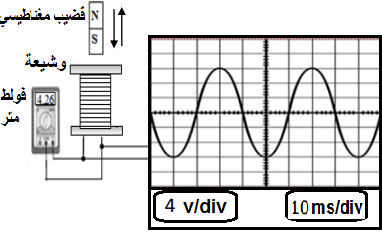 قضيب مغناطيسي
N
S
وشيعة
فولط
متر
4.26
4 v/div
10 ms/div